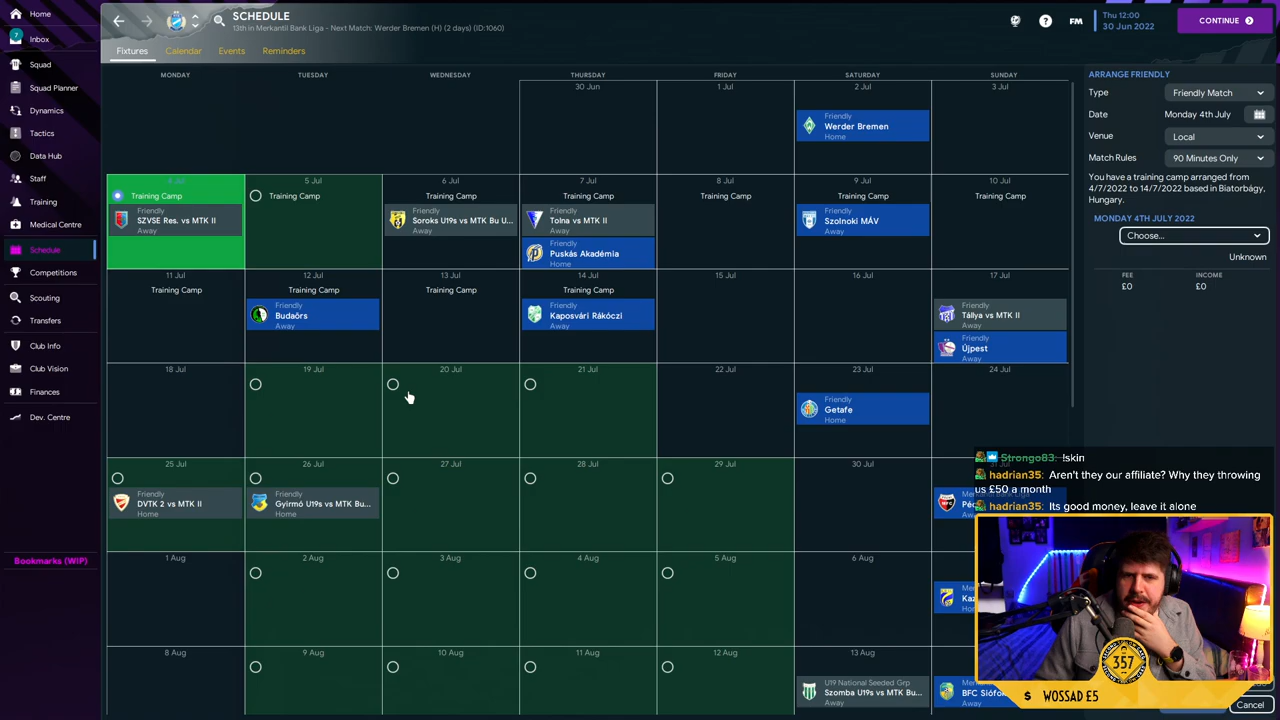 Home
7 Inbox
Squad
Squad Planner
Dynamics
Tactics
Data Hub
Staff
Training
Medical Centre
Schedule
Competitions
Scouting
Transfers
Club Info
Club Vision
Finances
Dev. Centre
Bookmarks (WIP)
SCHEDULE
13th in Merkantil Bank Liga - Next Match: Werder Bremen (H) (2 days) (ID:1060)
FM
Thu 12:00
30 Jun 2022
CONTINUE
Fixtures Calendar Events Reminders
MONDAY TUESDAY WEDNESDAY THURSDAY FRIDAY SATURDAY SUNDAY
30 Jun 1 Jul 2 Jul 3 Jul
Friendly
Werder Bremen
Home
4 Jul 5 Jul 6 Jul 7 Jul 8 Jul 9 Jul 10 Jul
Training Camp Training Camp Training Camp Training Camp Training Camp Training Camp Training Camp
Friendly
SZVSE Res. vs MTK II
Away
Friendly
Soroks U19s vs MTK Bu U...
Away
Friendly
Tolna vs MTK II
Away
Friendly
Puskás Akadémia
Home
Friendly
Szolnoki MÁV
Away
11 Jul 12 Jul 13 Jul 14 Jul 15 Jul 16 Jul 17 Jul
Training Camp Training Camp Training Camp Training Camp
Friendly
Budaörs
Away
Friendly
Kaposvári Rákóczi
Away
Friendly
Tállya vs MTK II
Away
Friendly
Újpest
Away
18 Jul 19 Jul 20 Jul 21 Jul 22 Jul 23 Jul 24 Jul
Friendly
Getafe
Home
25 Jul 26 Jul 27 Jul 28 Jul 29 Jul 30 Jul
Friendly
DVTK 2 vs MTK II
Home
Friendly
Gyirmó U19s vs MTK Bu...
Home
Away
1 Aug 2 Aug 3 Aug 4 Aug 5 Aug 6 Aug
8 Aug 9 Aug 10 Aug 11 Aug 12 Aug 13 Aug
U19 National Seeded Grp
Szomba U19s vs MTK Bu...
Away
ARRANGE FRIENDLY
Type Friendly Match
Date Monday 4th July
Venue Local
Match Rules 90 Minutes Only
You have a training camp arranged from
4/7/2022 to 14/7/2022 based in Biatorbágy,
Hungary.
MONDAY 4TH JULY 2022
Choose...
Unknown
FEE INCOME
£0 £0
Strongo83: !skin
hadrian35: Aren't they our affiliate? Why they throwing
us £50 a month
hadrian35: Its good money, leave it alone
357
$ WOSSAD £5
Cancel